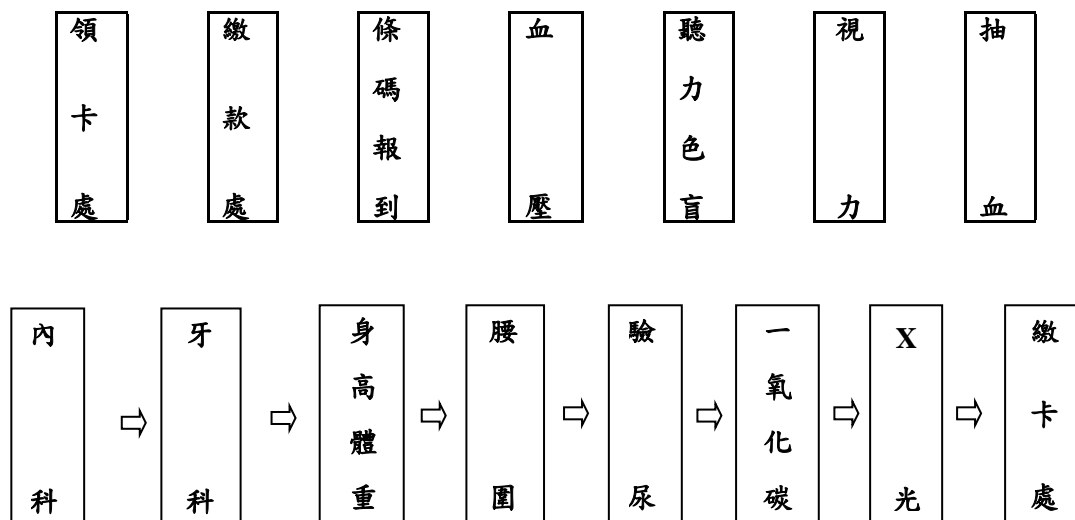 領卡處
繳款處
條碼報到
血壓
聽力色盲
視力
抽血
內科
牙科
身高體重
腰圍
驗尿
一氧化碳
X光
繳卡處